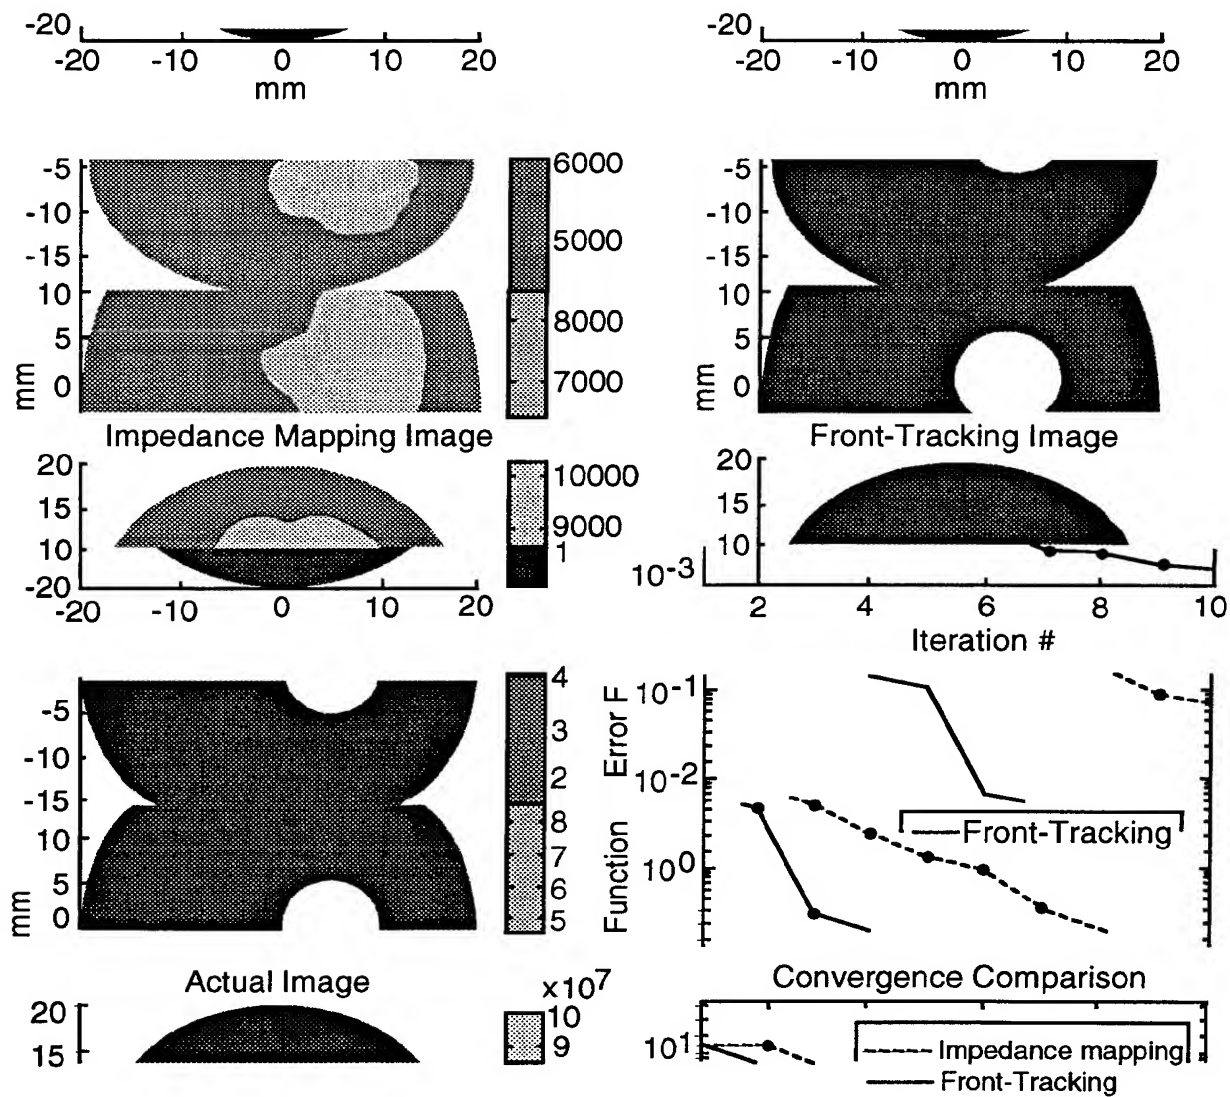 -20 -20
-20 -10 0 10 20 -20 -10 0 10 20
mm mm
-5 6000 -5
-10 5000 -10
-15 -15
10 8000 10
5 7000 5
0 0
mm mm
Impedance Mapping Image Front-Tracking Image
20 10000 20
15 9000 15
10 1 10
-20 10-3
-20 -10 0 10 20 2 4 6 8 10
Iteration #
4 10-1
-5 3 Error F
-10 2 10-2
-15 8 Front-Tracking
10 7 100
5 6 Function
0 5
mm
Actual Image Convergence Comparison
x107
20 10
15 9 101 Impedance mapping
Front-Tracking